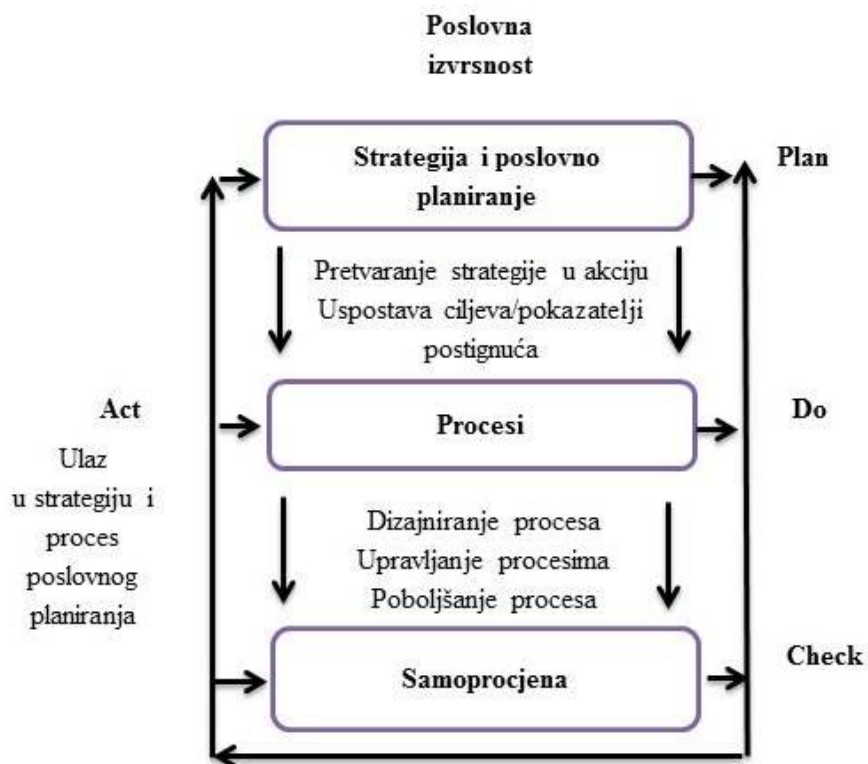 Poslovna
izvrsnost
Strategija i poslovno
planiranje
Plan
Pretvaranje strategije u akciju
Uspostava ciljeva/pokazatelji
postignuća
Act
Ulaz
u strategiju i
proces
poslovnog
planiranja
Procesi
Do
Dizajniranje procesa
Upravljanje procesima
Poboljšanje procesa
Samoprocjena
Check